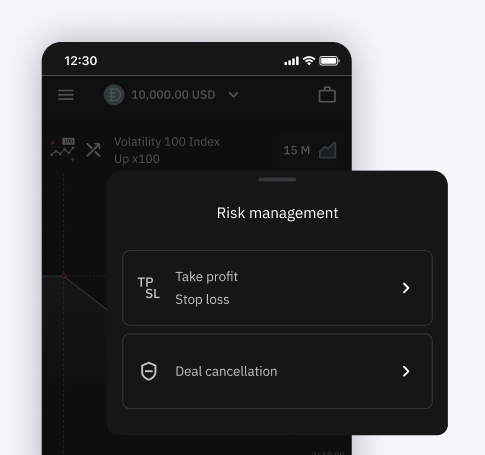 12:30
10,000.00 USD
100
Volatility 100 Index
Up x100
15 M
Risk management
TP
SL
Take profit
Stop loss
Deal cancellation